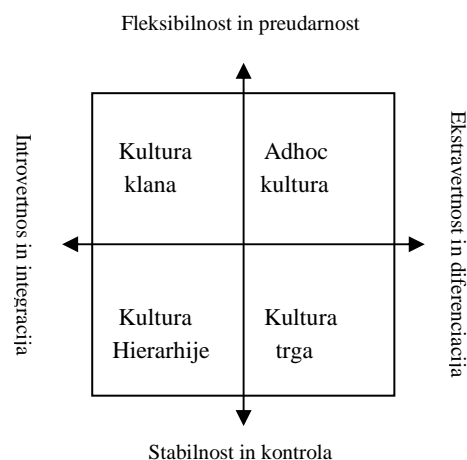 Fleksibilnost in preudarnost
Introvertnos in integracija
Ekstravertnost in diferenciacija
Kultura
klana
Adhoc
kultura
Kultura
Hierarhije
Kultura
trga
Stabilnost in kontrola